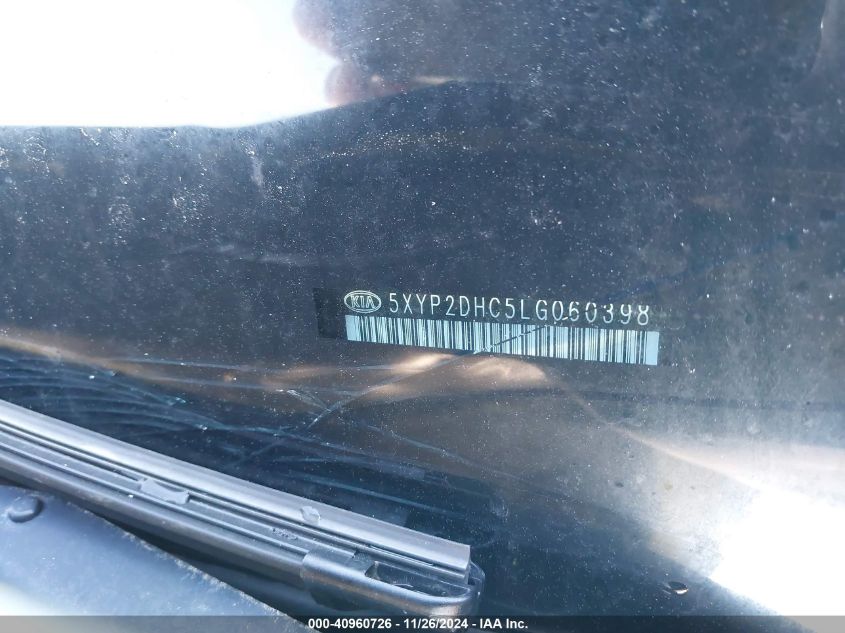 KIA 5XYP2DHC5LG060398
000-40960726 | 11/26/2024 | IAA Inc.